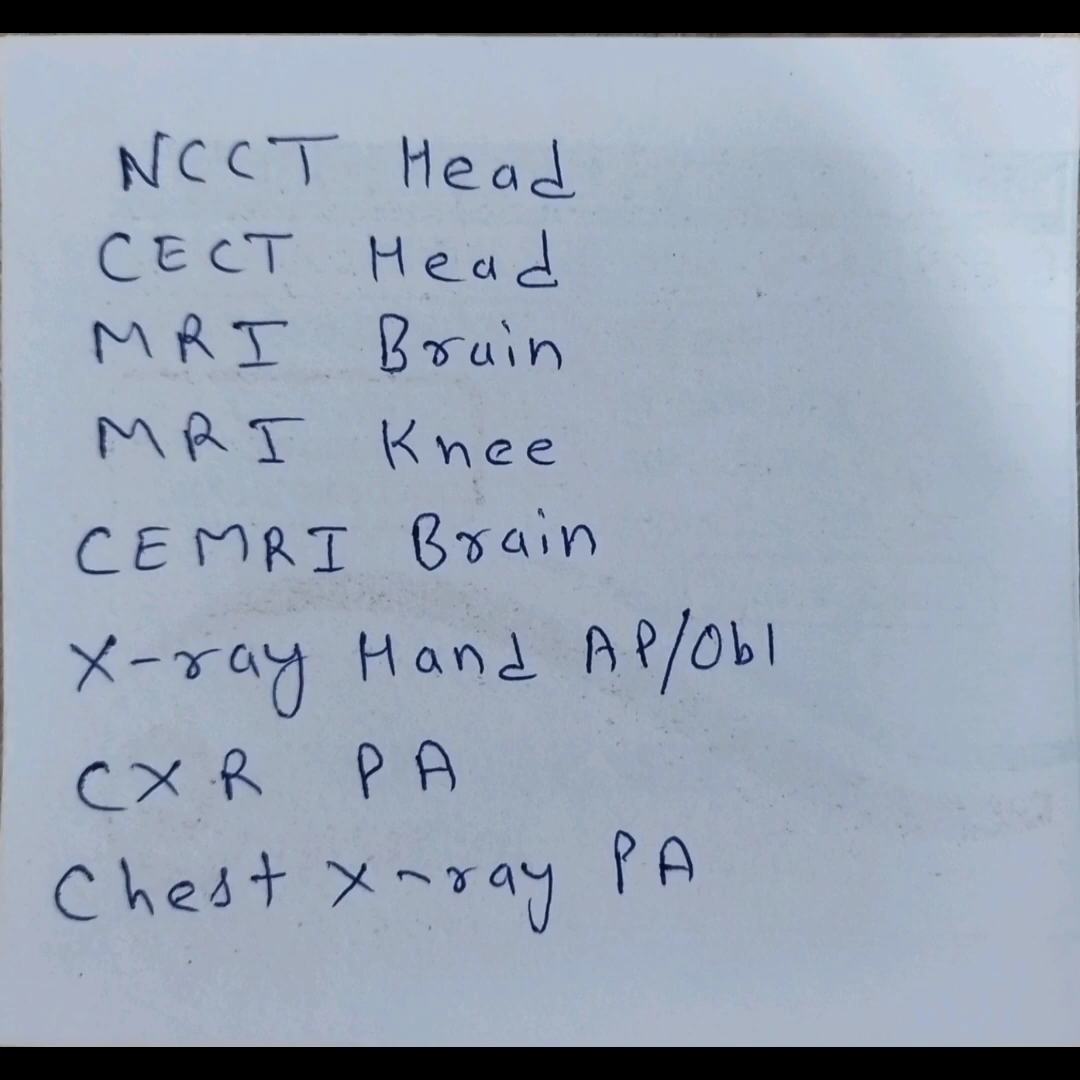 NCCT Head
CECT Head
MRI Brain
MRI Knee
CEMRI Brain
X-ray Hand AP/Obl
CXR PA
Chest X-ray PA